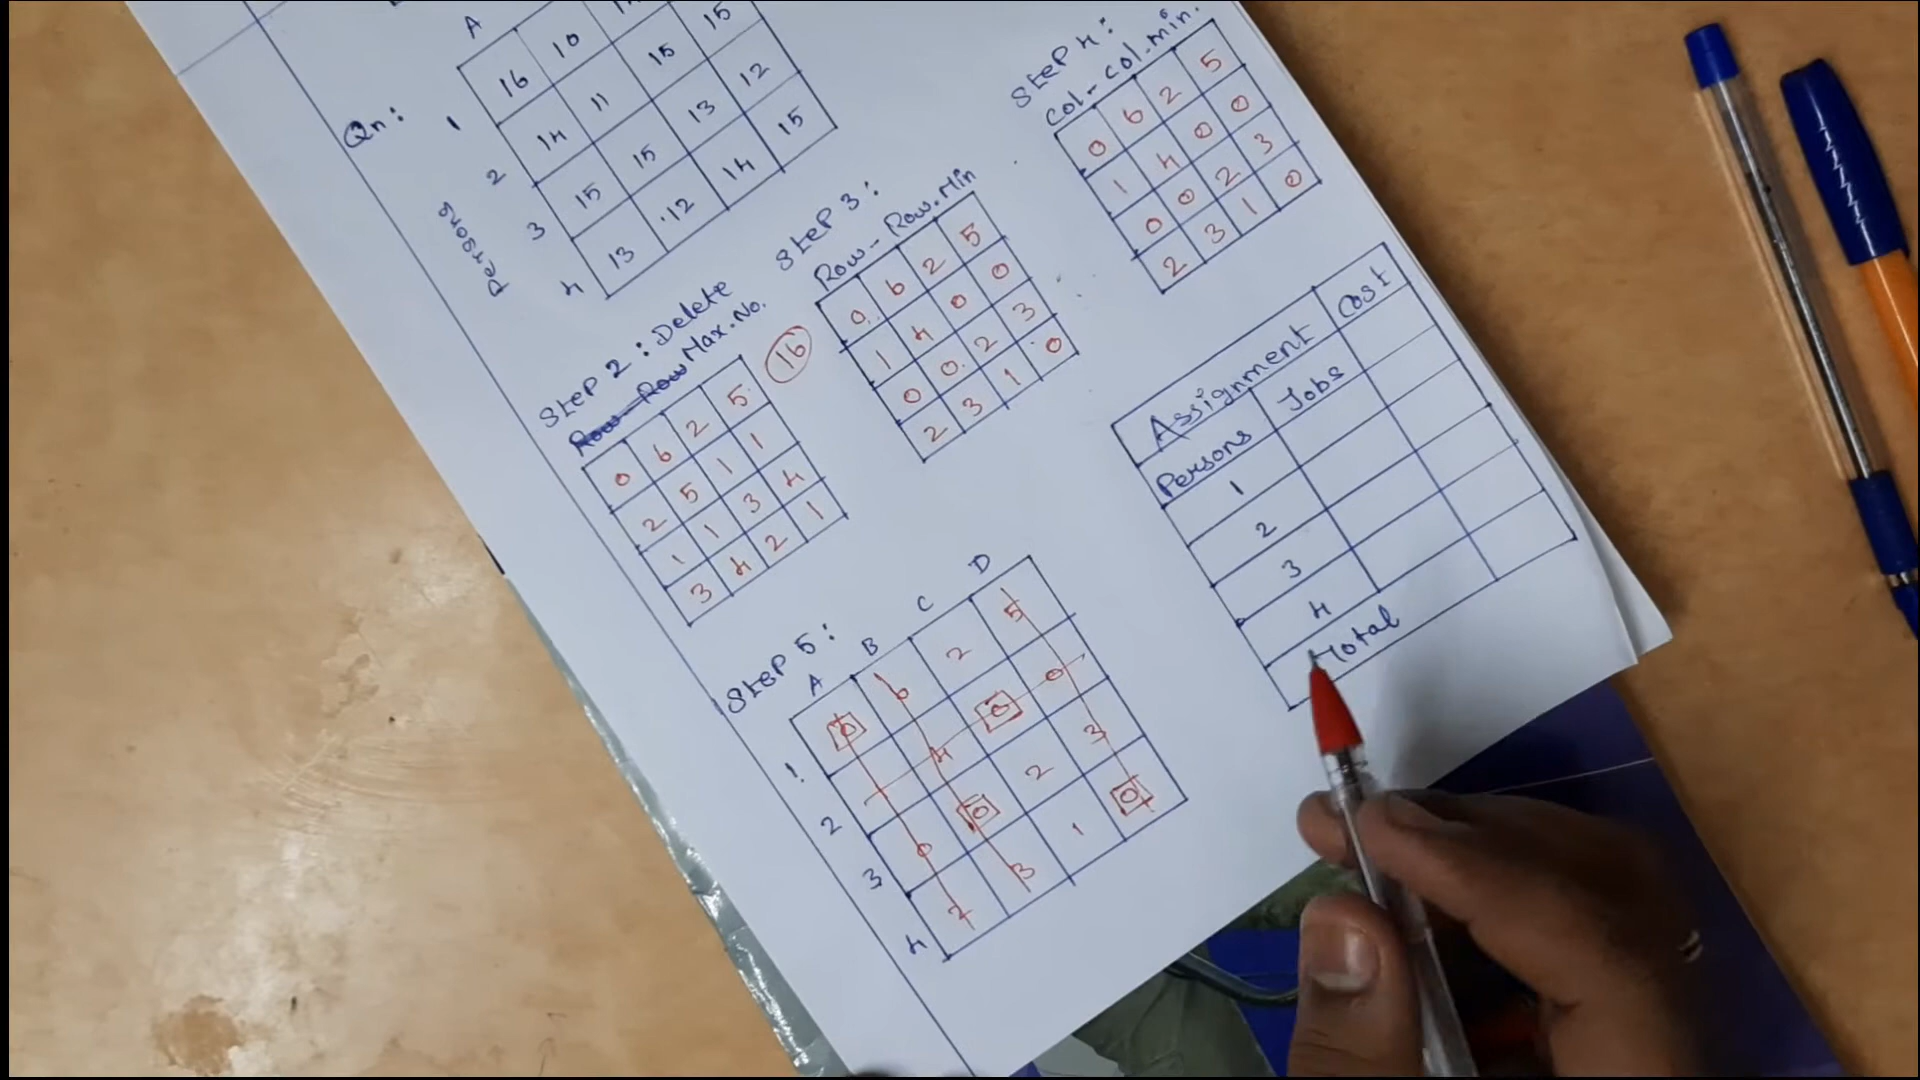 A
Qn:
Persons
1 16 10
2 14 11 15 15
3 15 15 13 12
4 13 12 14 15
STEP 2 : Delete
Row Max. No.
16
0 6 2 5
2 5 1 1
1 1 3 4
3 4 2 1
STEP 3 :
Row - Row. Min
0 6 2 5
1 4 0 0
0 0 2 3
2 3 1 0
STEP 4 :
Col - Col. min.
0 6 2 5
1 4 0 0
0 0 2 3
2 3 1 0
STEP 5 :
A B C D
1. 0 6 2 5
2 4 0 0
3 0 0 2 3
4 2 3 1 0
Assignment Cost
Persons Jobs
1
2
3
4
Total